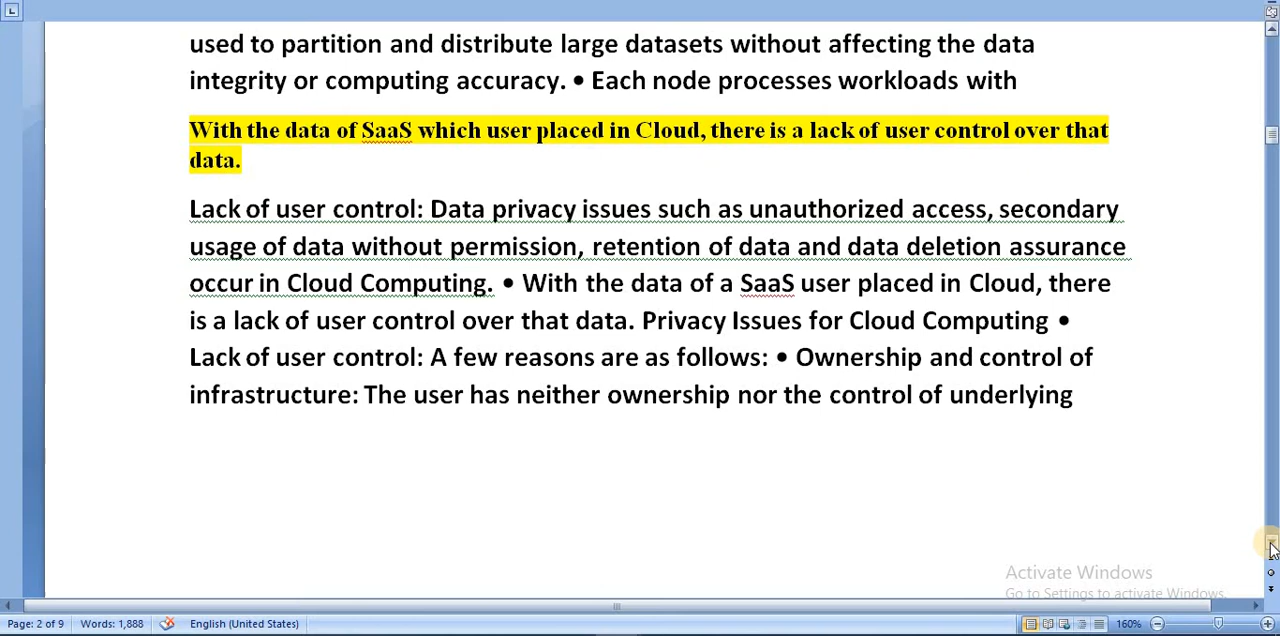 used to partition and distribute large datasets without affecting the data
integrity or computing accuracy. • Each node processes workloads with
With the data of SaaS which user placed in Cloud, there is a lack of user control over that
data.
Lack of user control: Data privacy issues such as unauthorized access, secondary
usage of data without permission, retention of data and data deletion assurance
occur in Cloud Computing. • With the data of a SaaS user placed in Cloud, there
is a lack of user control over that data. Privacy Issues for Cloud Computing •
Lack of user control: A few reasons are as follows: • Ownership and control of
infrastructure: The user has neither ownership nor the control of underlying
Activate Windows
Go to Settings to activate Windows.
Page: 2 of 9 Words: 1,888 English (United States) 160%